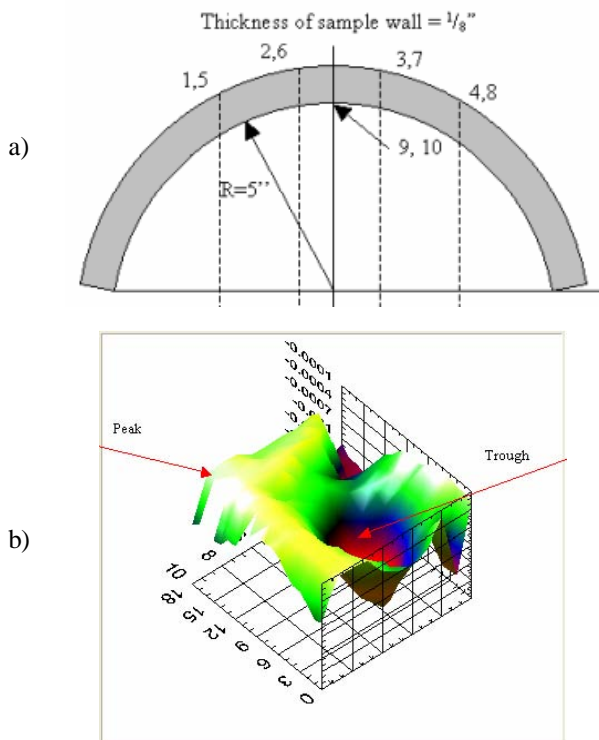 a)
Thickness of sample wall = 1/8"
1,5
2,6
3,7
4,8
9, 10
R=5''
b)
Peak
Trough
-0.0001
-0.0004
-0.0007
8
10
18
15
12
9
6
3
0